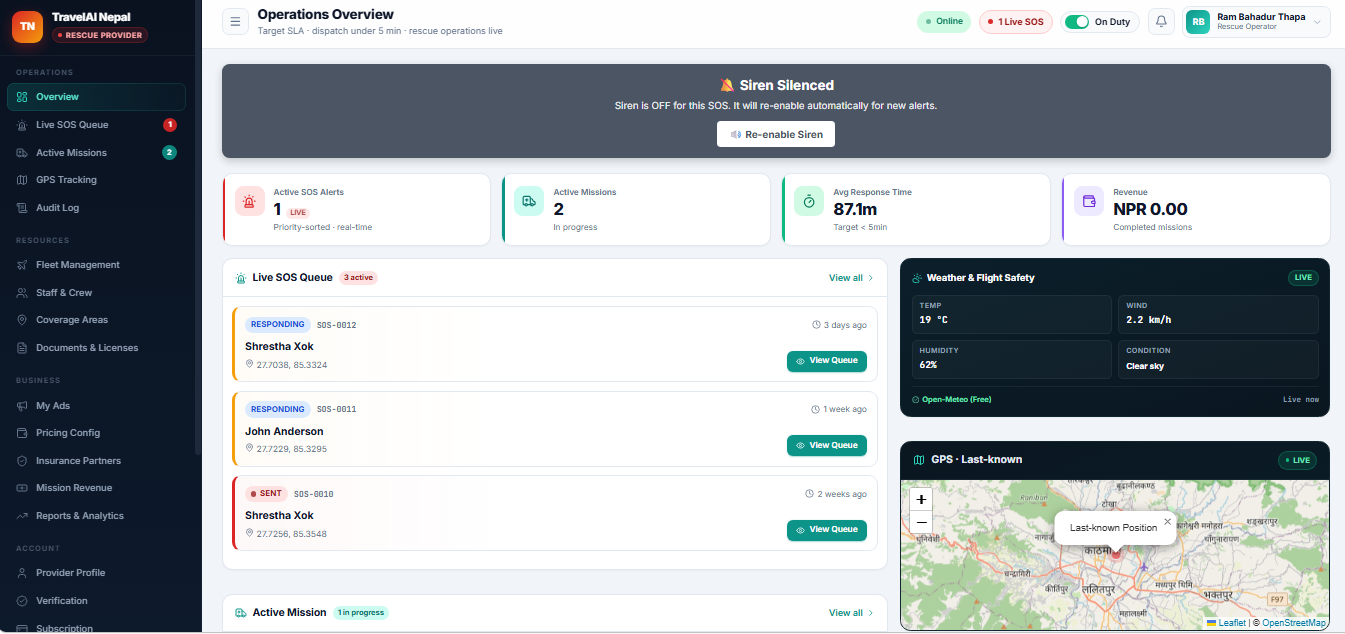 TN
TravelAI Nepal
RESCUE PROVIDER
OPERATIONS
Overview
Live SOS Queue 1
Active Missions 2
GPS Tracking
Audit Log
RESOURCES
Fleet Management
Staff & Crew
Coverage Areas
Documents & Licenses
BUSINESS
My Ads
Pricing Config
Insurance Partners
Mission Revenue
Reports & Analytics
ACCOUNT
Provider Profile
Verification
Subscription
Operations Overview
Target SLA · dispatch under 5 min · rescue operations live
Online
1 Live SOS
On Duty
RB
Ram Bahadur Thapa
Rescue Operator
Siren Silenced
Siren is OFF for this SOS. It will re-enable automatically for new alerts.
Re-enable Siren
Active SOS Alerts
1 LIVE
Priority-sorted · real-time
Active Missions
2
In progress
Avg Response Time
87.1m
Target < 5min
Revenue
NPR 0.00
Completed missions
Live SOS Queue 3 active View all
RESPONDING SOS-0012 3 days ago
Shrestha Xok
27.7038, 85.3324
View Queue
RESPONDING SOS-0011 1 week ago
John Anderson
27.7229, 85.3295
View Queue
SENT SOS-0010 2 weeks ago
Shrestha Xok
27.7256, 85.3548
View Queue
Active Mission 1 in progress View all
Weather & Flight Safety LIVE
TEMP
19 °C
WIND
2.2 km/h
HUMIDITY
62%
CONDITION
Clear sky
Open-Meteo (Free) Live now
GPS · Last-known LIVE
+
−
Last-known Position
×
टोखा
चन्द्रागिरी
कीर्तिपुर
ललितपुर
मध्यपुर थिमि
भक्तपुर
महालक्ष्मी
F97
Leaflet | © OpenStreetMap